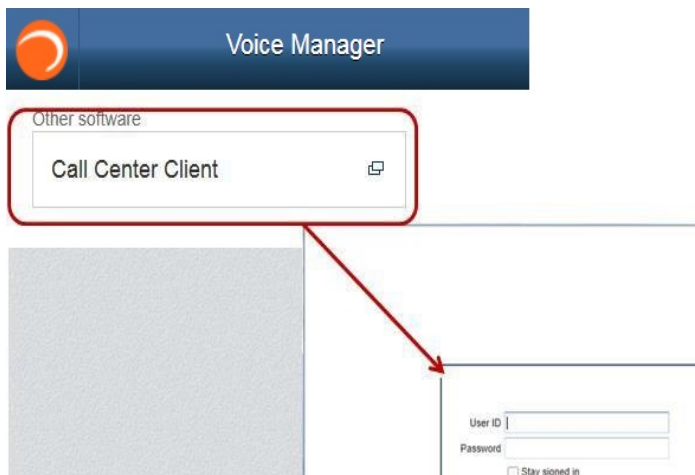 Voice Manager
Other software
Call Center Client
User ID
Password
Stay signed in